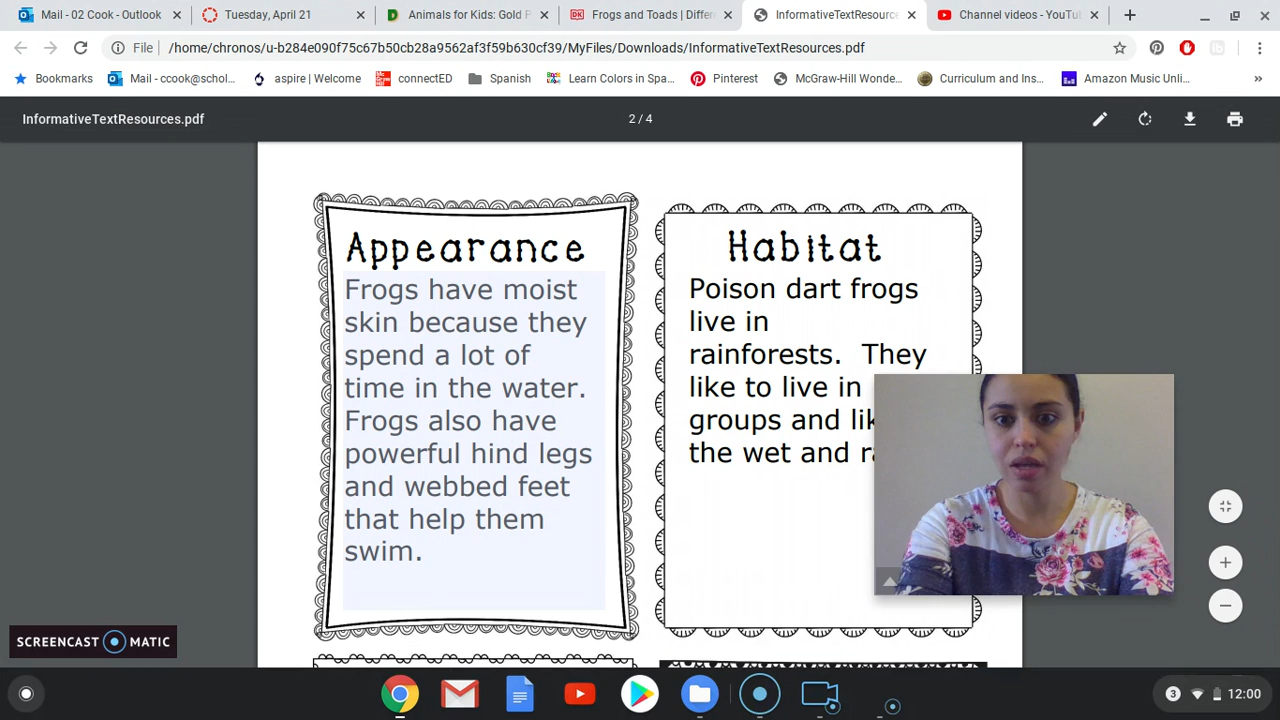 Mail - 02 Cook - Outlook
Tuesday, April 21
Animals for Kids: Gold P
Frogs and Toads | Differ
InformativeTextResourc
Channel videos - YouTu
File /home/chronos/u-b284e090f75c67b50cb28a9562af3f59b630cf39/MyFiles/Downloads/InformativeTextResources.pdf
Bookmarks
Mail - ccook@schol...
aspire | Welcome
connectED
Spanish
Learn Colors in Spa...
Pinterest
McGraw-Hill Wonde...
Curriculum and Ins...
Amazon Music Unli...
InformativeTextResources.pdf
2 / 4
Appearance
Frogs have moist
skin because they
spend a lot of
time in the water.
Frogs also have
powerful hind legs
and webbed feet
that help them
swim.
Habitat
Poison dart frogs
live in
rainforests. They
like to live in
groups and
the wet and
SCREENCAST MATIC
3 12:00